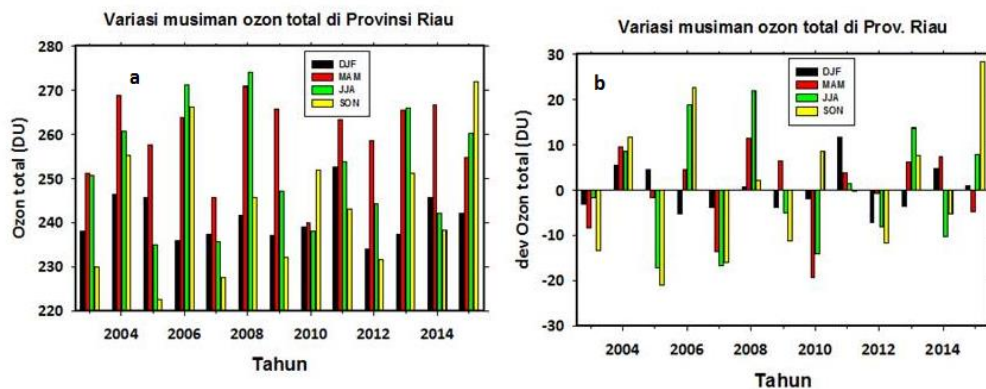 Variasi musiman ozon total di Provinsi Riau
280
270
260
250
240
230
220
Ozon total (DU)
a
DJF
MAM
JJA
SON
2004 2006 2008 2010 2012 2014
Tahun
Variasi musiman ozon total di Prov. Riau
30
20
10
0
-10
-20
-30
dev Ozon total (DU)
b
DJF
MAM
JJA
SON
2004 2006 2008 2010 2012 2014
Tahun